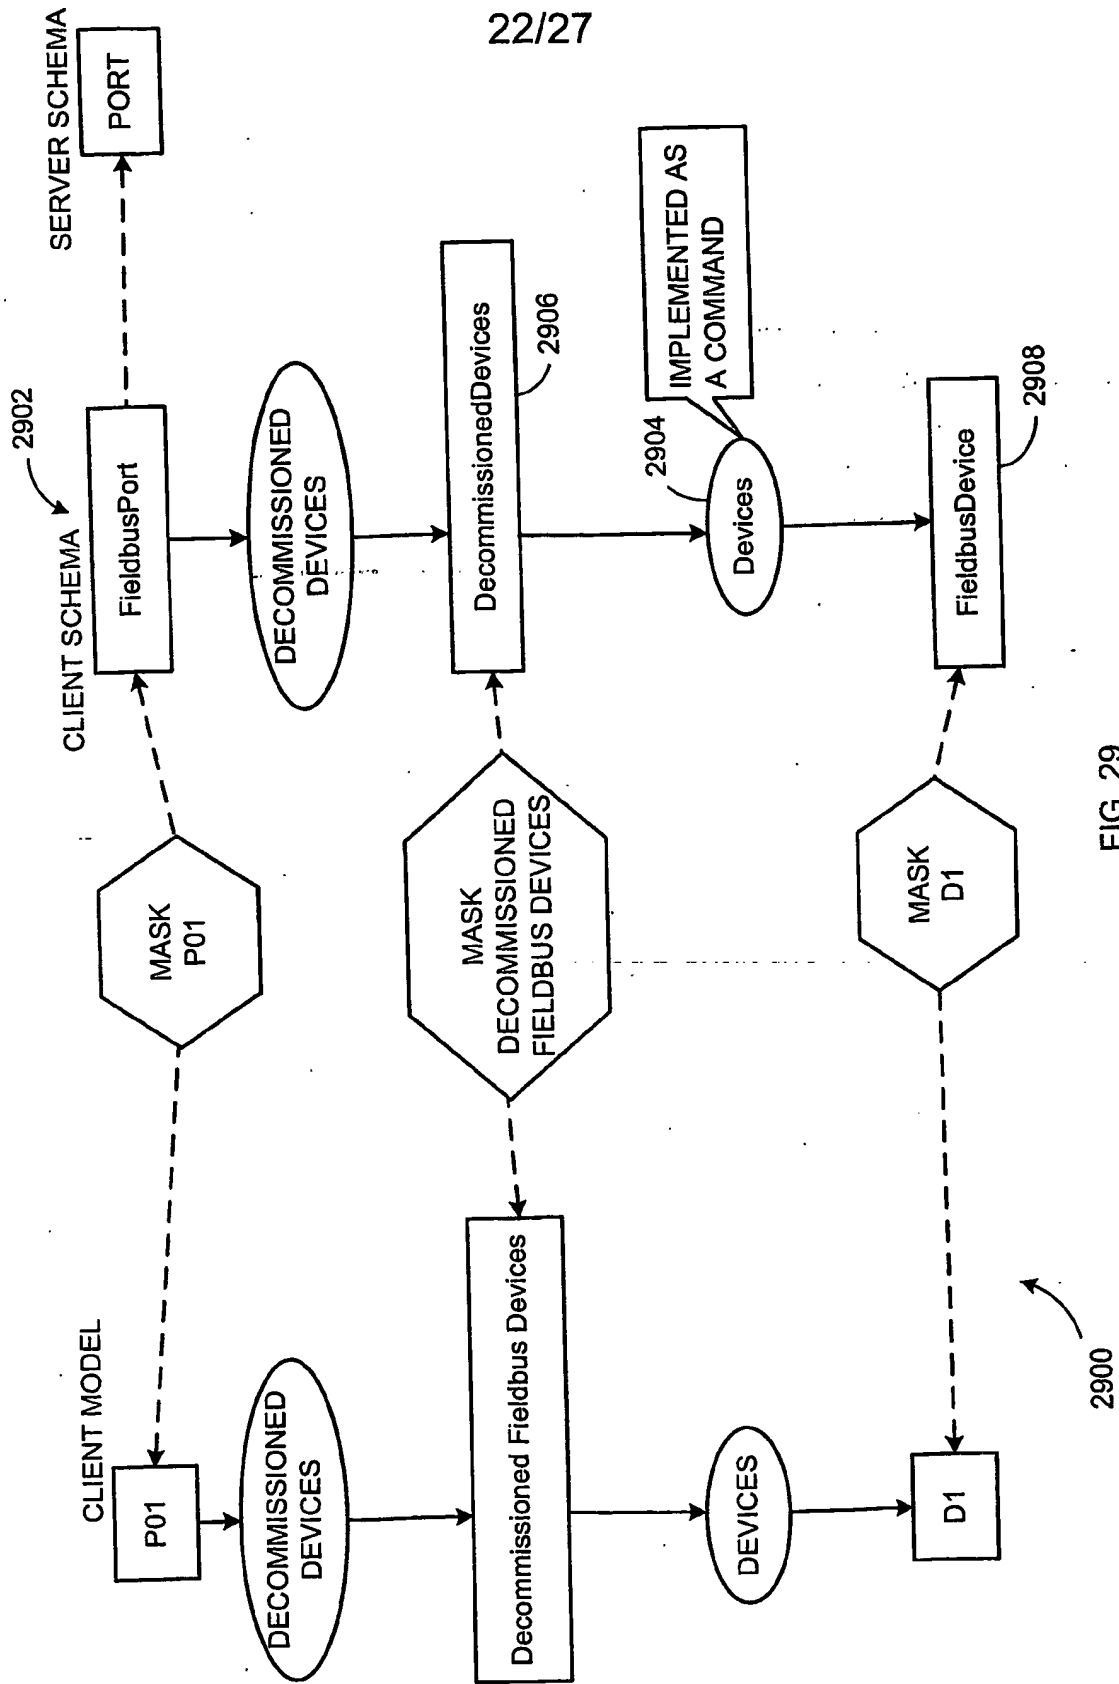 22/27
CLIENT MODEL
CLIENT SCHEMA
2902
SERVER SCHEMA
P01
MASK
P01
FieldbusPort
PORT
DECOMMISSIONED
DEVICES
DECOMMISSIONED
DEVICES
Decommissioned Fieldbus Devices
MASK
DECOMMISSIONED
FIELDBUS DEVICES
DecommissionedDevices
2906
DEVICES
Devices
2904
IMPLEMENTED AS
A COMMAND
D1
MASK
D1
FieldbusDevice
2908
2900
FIG. 29